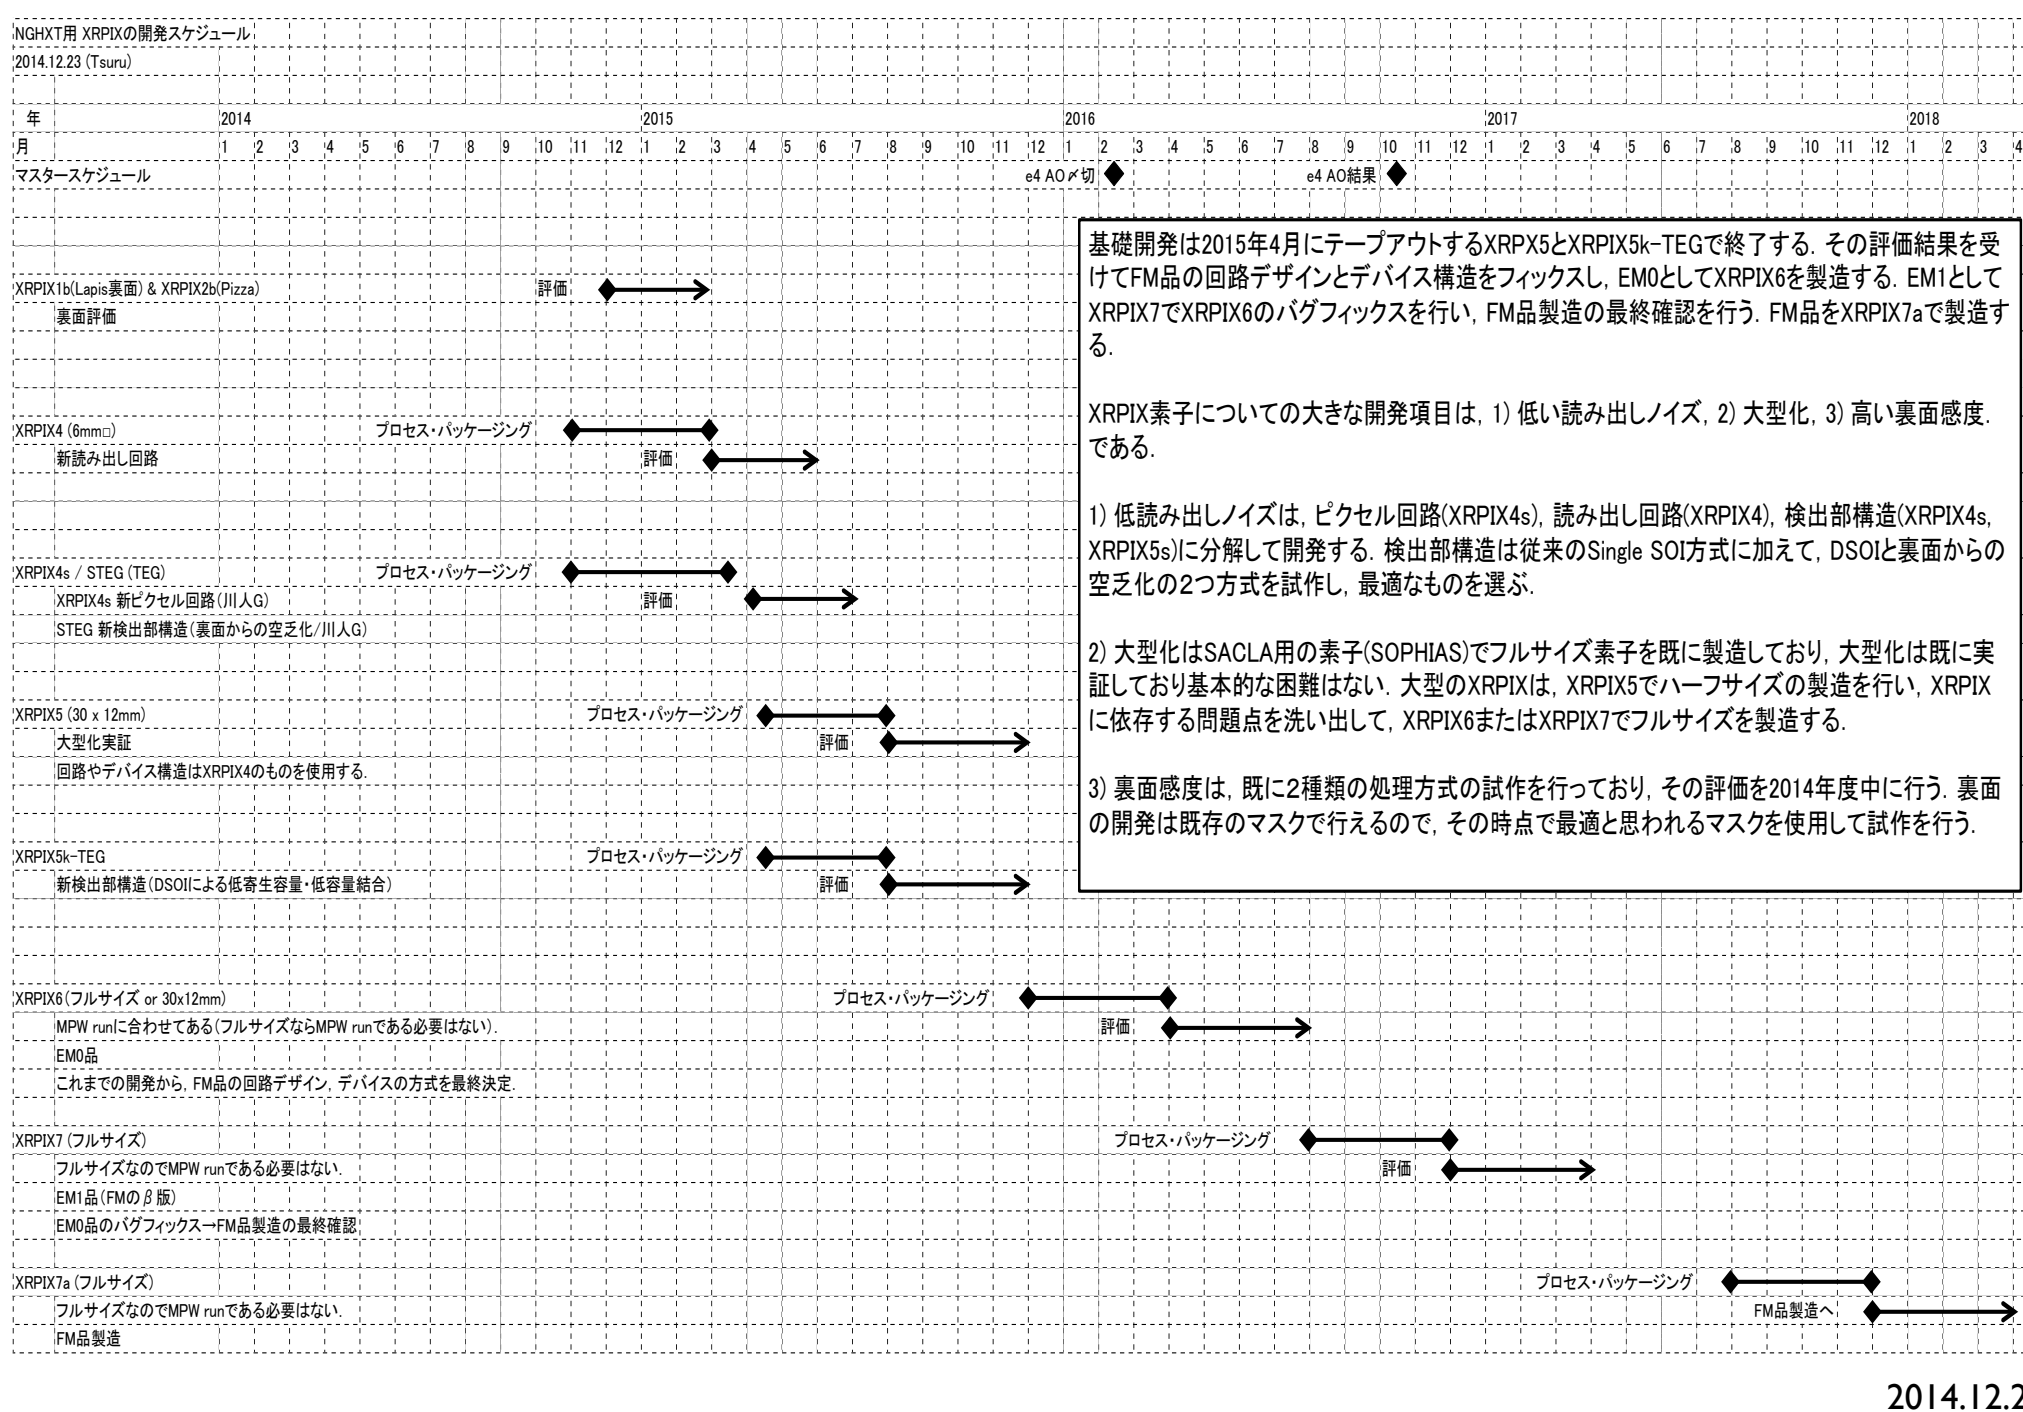 NGHXT用 XRPIXの開発スケジュール
2014.12.23 (Tsuru)
年 2014 2015 2016 2017 2018
月 1 2 3 4 5 6 7 8 9 10 11 12 1 2 3 4 5 6 7 8 9 10 11 12 1 2 3 4 5 6 7 8 9 10 11 12 1 2 3 4 5 6 7 8 9 10 11 12 1 2 3 4
マスタースケジュール e4 AO〆切 e4 AO結果
基礎開発は2015年4月にテープアウトするXRPX5とXRPIX5k-TEGで終了する. その評価結果を受
けてFM品の回路デザインとデバイス構造をフィックスし, EM0としてXRPIX6を製造する. EM1として
XRPIX7でXRPIX6のバグフィックスを行い, FM品製造の最終確認を行う. FM品をXRPIX7aで製造す
る.
XRPIX素子についての大きな開発項目は, 1) 低い読み出しノイズ, 2) 大型化, 3) 高い裏面感度.
である.
1) 低読み出しノイズは, ピクセル回路(XRPIX4s), 読み出し回路(XRPIX4), 検出部構造(XRPIX4s,
XRPIX5s)に分解して開発する. 検出部構造は従来のSingle SOI方式に加えて, DSOIと裏面からの
空乏化の2つ方式を試作し, 最適なものを選ぶ.
2) 大型化はSACLA用の素子(SOPHIAS)でフルサイズ素子を既に製造しており, 大型化は既に実
証しており基本的な困難はない. 大型のXRPIXは, XRPIX5でハーフサイズの製造を行い, XRPIX
に依存する問題点を洗い出して, XRPIX6またはXRPIX7でフルサイズを製造する.
3) 裏面感度は, 既に2種類の処理方式の試作を行っており, その評価を2014年度中に行う. 裏面
の開発は既存のマスクで行えるので, その時点で最適と思われるマスクを使用して試作を行う.
XRPIX1b(Lapis裏面) & XRPIX2b(Pizza) 評価
裏面評価
XRPIX4 (6mm□) プロセス・パッケージング
新読み出し回路 評価
XRPIX4s / STEG (TEG) プロセス・パッケージング
XRPIX4s 新ピクセル回路(川人G) 評価
STEG 新検出部構造(裏面からの空乏化/川人G)
XRPIX5 (30 x 12mm) プロセス・パッケージング
大型化実証 評価
回路やデバイス構造はXRPIX4のものを使用する.
XRPIX5k-TEG プロセス・パッケージング
新検出部構造(DSOIによる低寄生容量・低容量結合) 評価
XRPIX6(フルサイズ or 30x12mm) プロセス・パッケージング
MPW runに合わせてある(フルサイズならMPW runである必要はない). 評価
EM0品
これまでの開発から, FM品の回路デザイン, デバイスの方式を最終決定.
XRPIX7 (フルサイズ) プロセス・パッケージング
フルサイズなのでMPW runである必要はない. 評価
EM1品(FMのβ版)
EM0品のバグフィックス→FM品製造の最終確認
XRPIX7a (フルサイズ) プロセス・パッケージング
フルサイズなのでMPW runである必要はない. FM品製造へ
FM品製造
2014.12.2